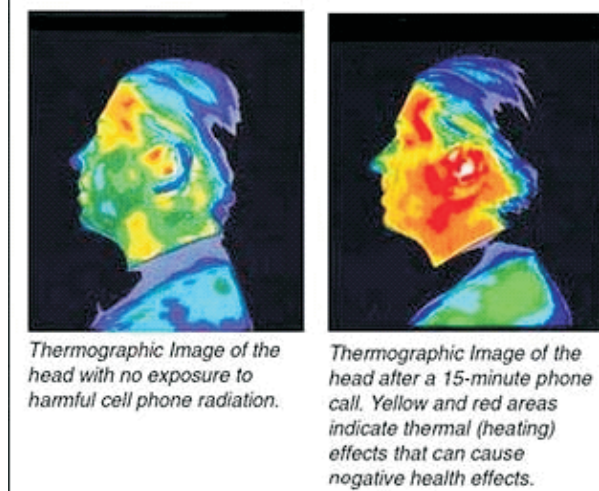 Thermographic Image of the
head with no exposure to
harmful cell phone radiation.
Thermographic Image of the
head after a 15-minute phone
call. Yellow and red areas
indicate thermal (heating)
effects that can cause
negative health effects.